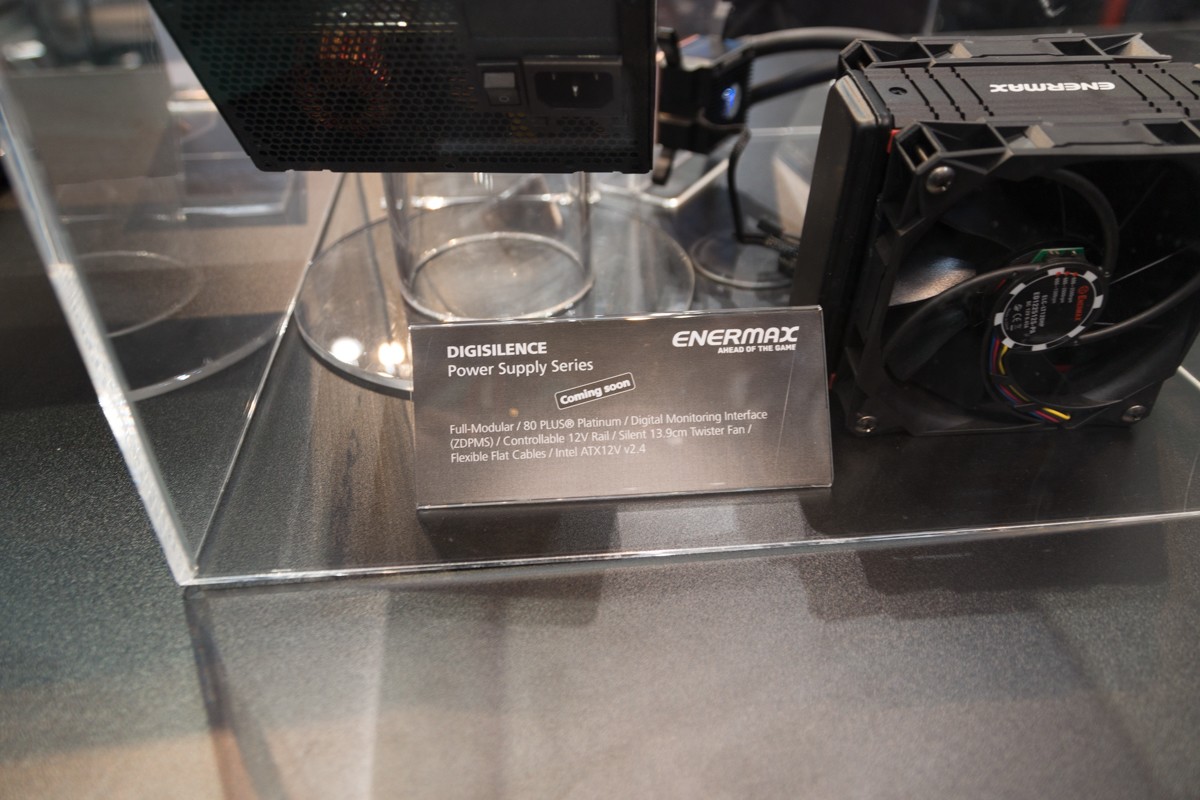 ENERMAX
ENERMAX
AHEAD OF THE GAME
DIGISILENCE
Power Supply Series
Coming soon
Full-Modular / 80 PLUS® Platinum / Digital Monitoring Interface
(ZDPMS) / Controllable 12V Rail / Silent 13.9cm Twister Fan /
Flexible Flat Cables / Intel ATX12V v2.4